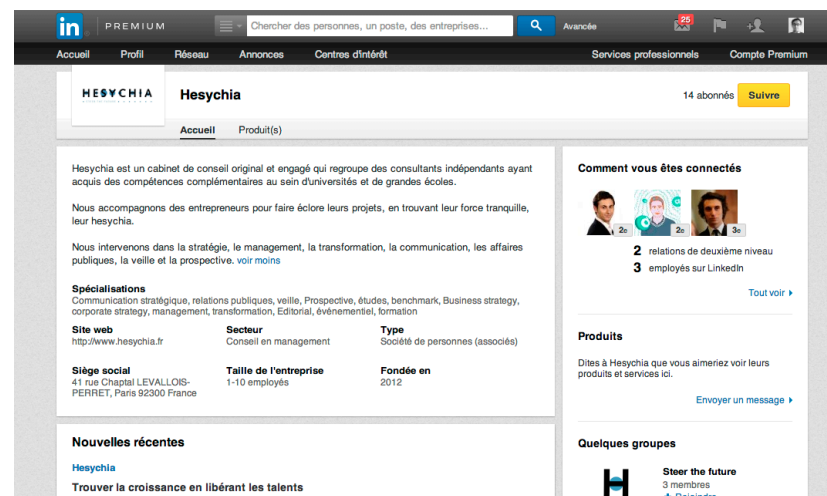 in PREMIUM Chercher des personnes, un poste, des entreprises... Avancée 25
Accueil Profil Réseau Annonces Centres d'intérêt Services professionnels Compte Premium
HESYCHIA Hesychia 14 abonnés Suivre
Accueil Produit(s)
Hesychia est un cabinet de conseil original et engagé qui regroupe des consultants indépendants ayant
acquis des compétences complémentaires au sein d'universités et de grandes écoles.
Nous accompagnons des entrepreneurs pour faire éclore leurs projets, en trouvant leur force tranquille,
leur hesychia.
Nous intervenons dans la stratégie, le management, la transformation, la communication, les affaires
publiques, la veille et la prospective. voir moins
Spécialisations
Communication stratégique, relations publiques, veille, Prospective, études, benchmark, Business strategy,
corporate strategy, management, transformation, Editorial, événementiel, formation
Site web Secteur Type
http://www.hesychia.fr Conseil en management Société de personnes (associés)
Siège social Taille de l'entreprise Fondée en
41 rue Chaptal LEVALLOIS- 1-10 employés 2012
PERRET, Paris 92300 France
Nouvelles récentes
Hesychia
Trouver la croissance en libérant les talents
Comment vous êtes connectés
2e 2e 3e
2 relations de deuxième niveau
3 employés sur LinkedIn
Tout voir
Produits
Dites à Hesychia que vous aimeriez voir leurs
produits et services ici.
Envoyer un message
Quelques groupes
Steer the future
3 membres
Rejoindre